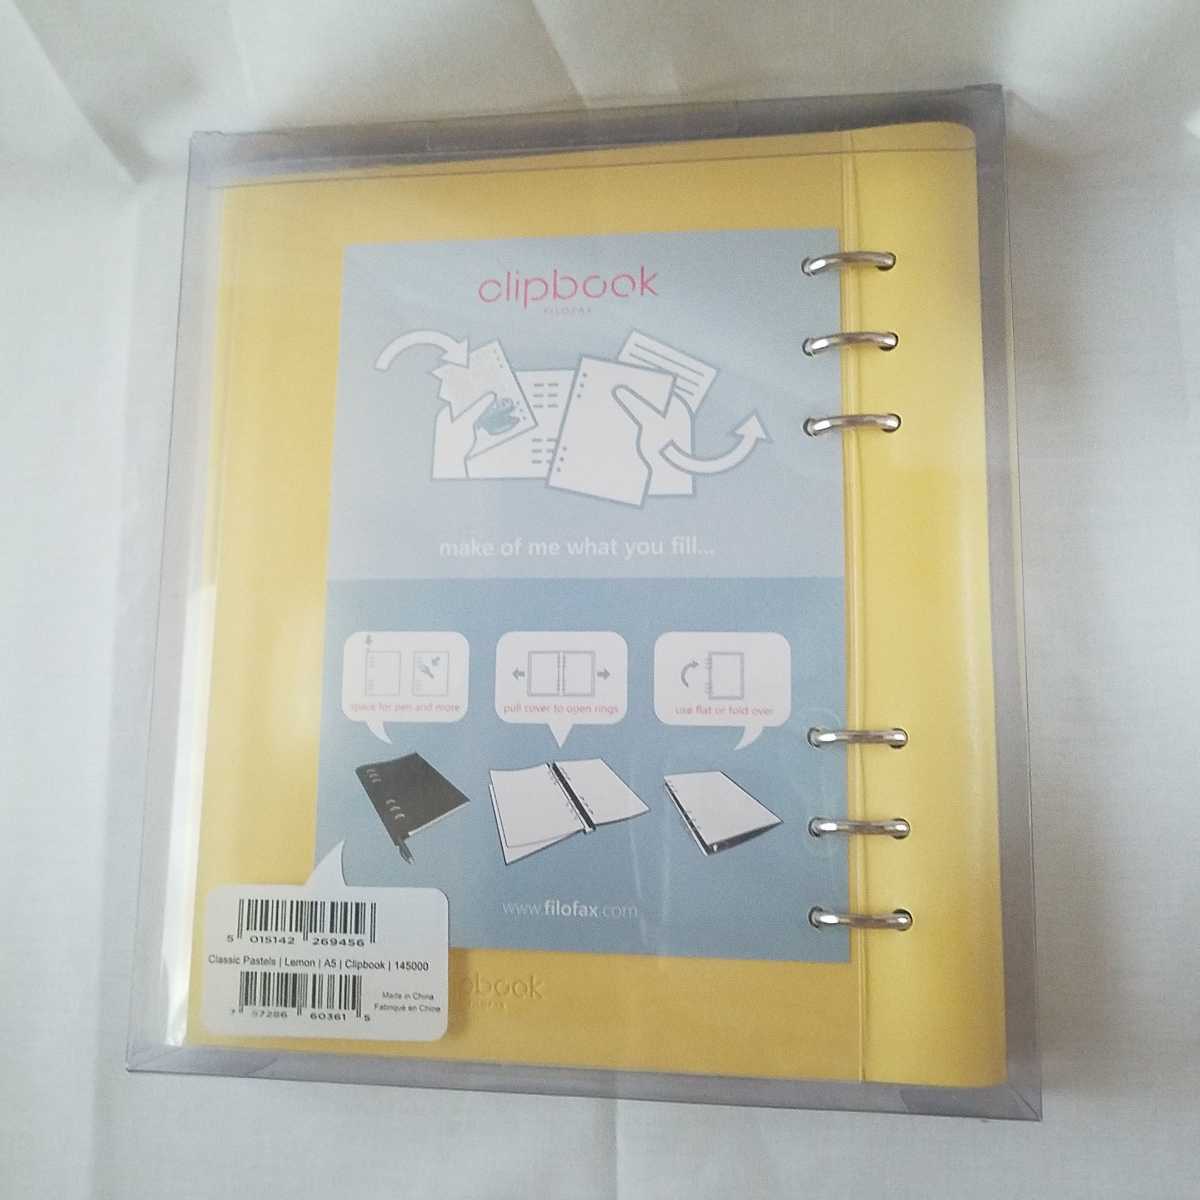 clipbook
FILOFAX
make of me what you fill...
space for pen and more
pull cover to open rings
use flat or fold over
www.filofax.com
5 015142 269456
Classic Pastels | Lemon | A5 | Clipbook | 145000
Made in China
Fabriqué en Chine
7 57286 60361 5
pbook
FILOFAX